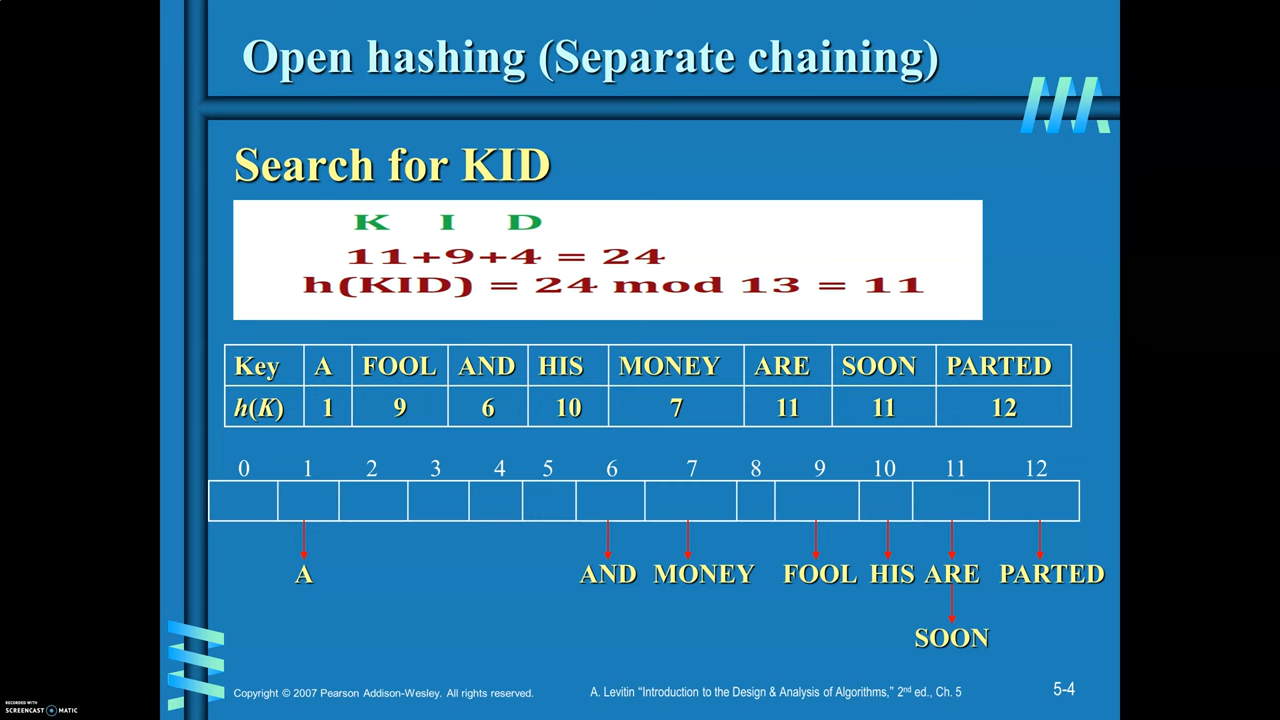 Open hashing (Separate chaining)
Search for KID
K I D
11+9+4 = 24
h(KID) = 24 mod 13 = 11
Key A FOOL AND HIS MONEY ARE SOON PARTED
h(K) 1 9 6 10 7 11 11 12
0 1 2 3 4 5 6 7 8 9 10 11 12
A AND MONEY FOOL HIS ARE PARTED
SOON
Copyright © 2007 Pearson Addison-Wesley. All rights reserved. A. Levitin “Introduction to the Design & Analysis of Algorithms,” 2nd ed., Ch. 5 5-4
RECORDED WITH
SCREENCAST MATIC